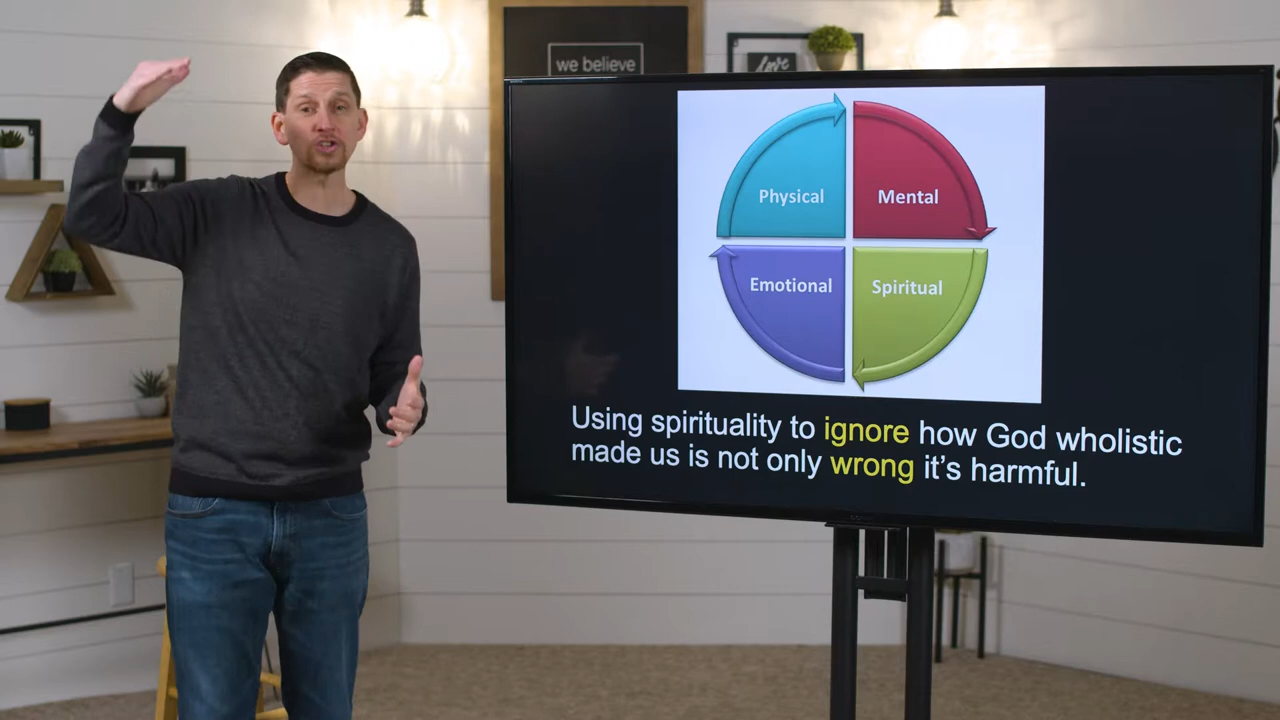 we believe
love
Physical
Mental
Emotional
Spiritual
Using spirituality to ignore how God wholistic
made us is not only wrong it's harmful.